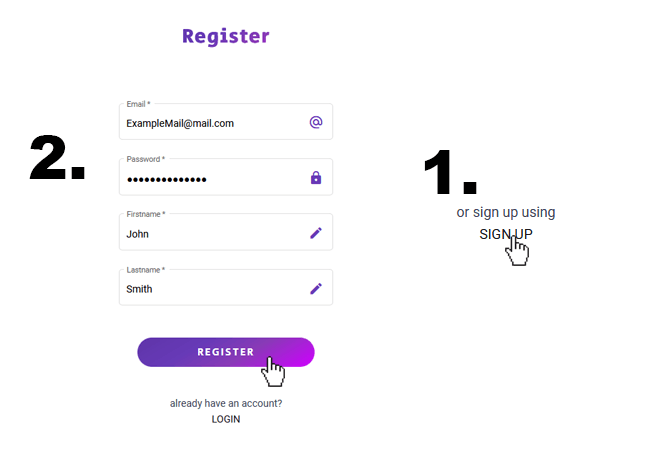 Register
2.
Email *
ExampleMail@mail.com
Password *
••••••••••••••
Firstname *
John
Lastname *
Smith
REGISTER
already have an account?
LOGIN
1.
or sign up using
SIGN UP